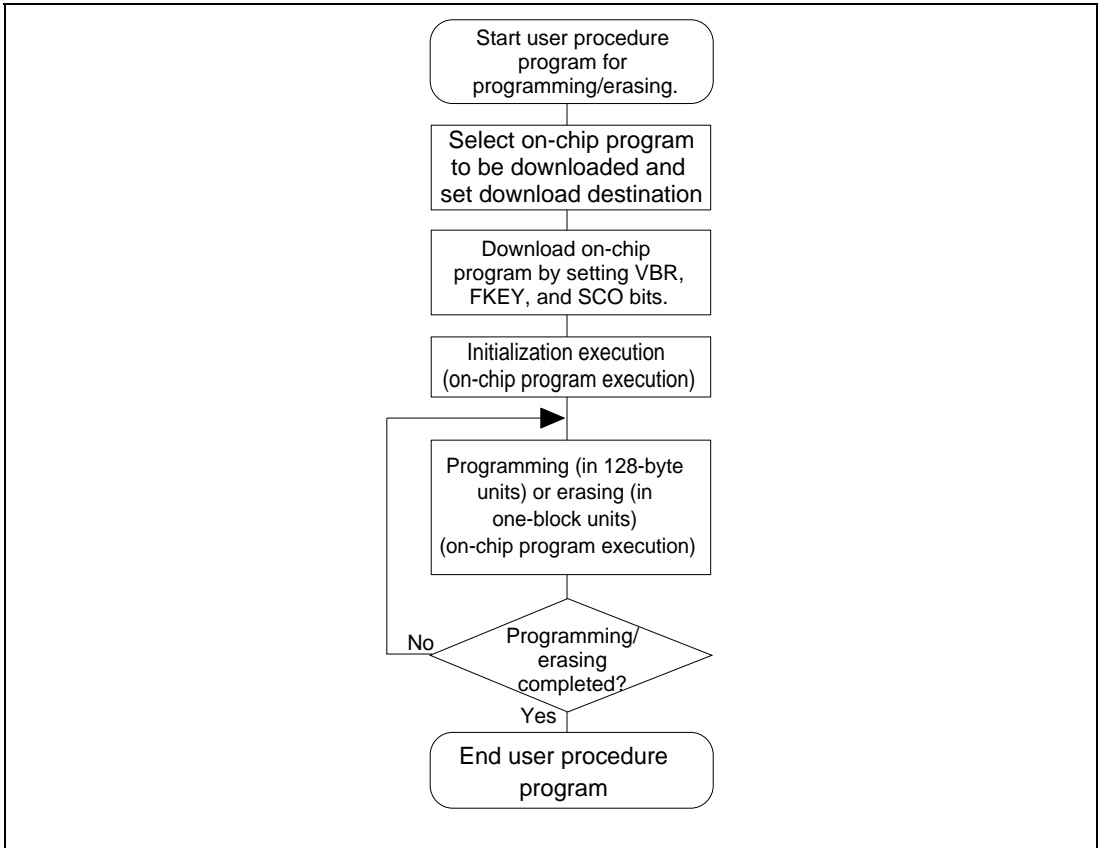 Start user procedure
program for
programming/erasing.
Select on-chip program
to be downloaded and
set download destination
Download on-chip
program by setting VBR,
FKEY, and SCO bits.
Initialization execution
(on-chip program execution)
Programming (in 128-byte
units) or erasing (in
one-block units)
(on-chip program execution)
No
Programming/
erasing
completed?
Yes
End user procedure
program